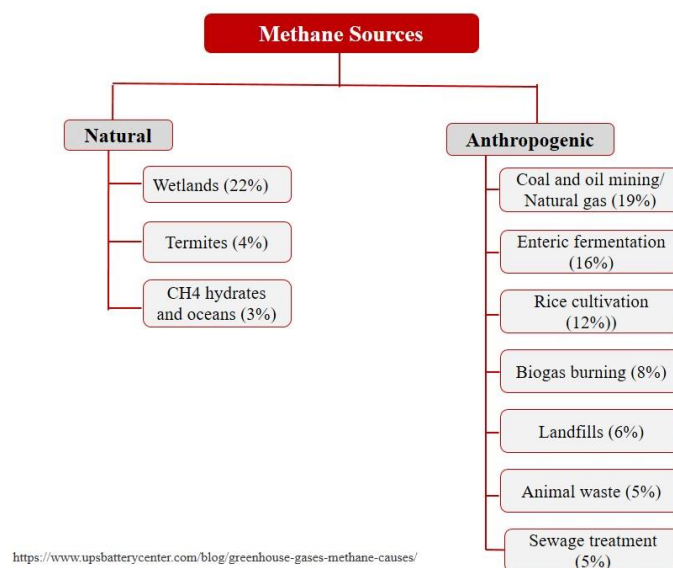 Methane Sources
Natural
Wetlands (22%)
Termites (4%)
CH4 hydrates
and oceans (3%)
Anthropogenic
Coal and oil mining/
Natural gas (19%)
Enteric fermentation
(16%)
Rice cultivation
(12%))
Biogas burning (8%)
Landfills (6%)
Animal waste (5%)
Sewage treatment
(5%)
https://www.upsbatterycenter.com/blog/greenhouse-gases-methane-causes/